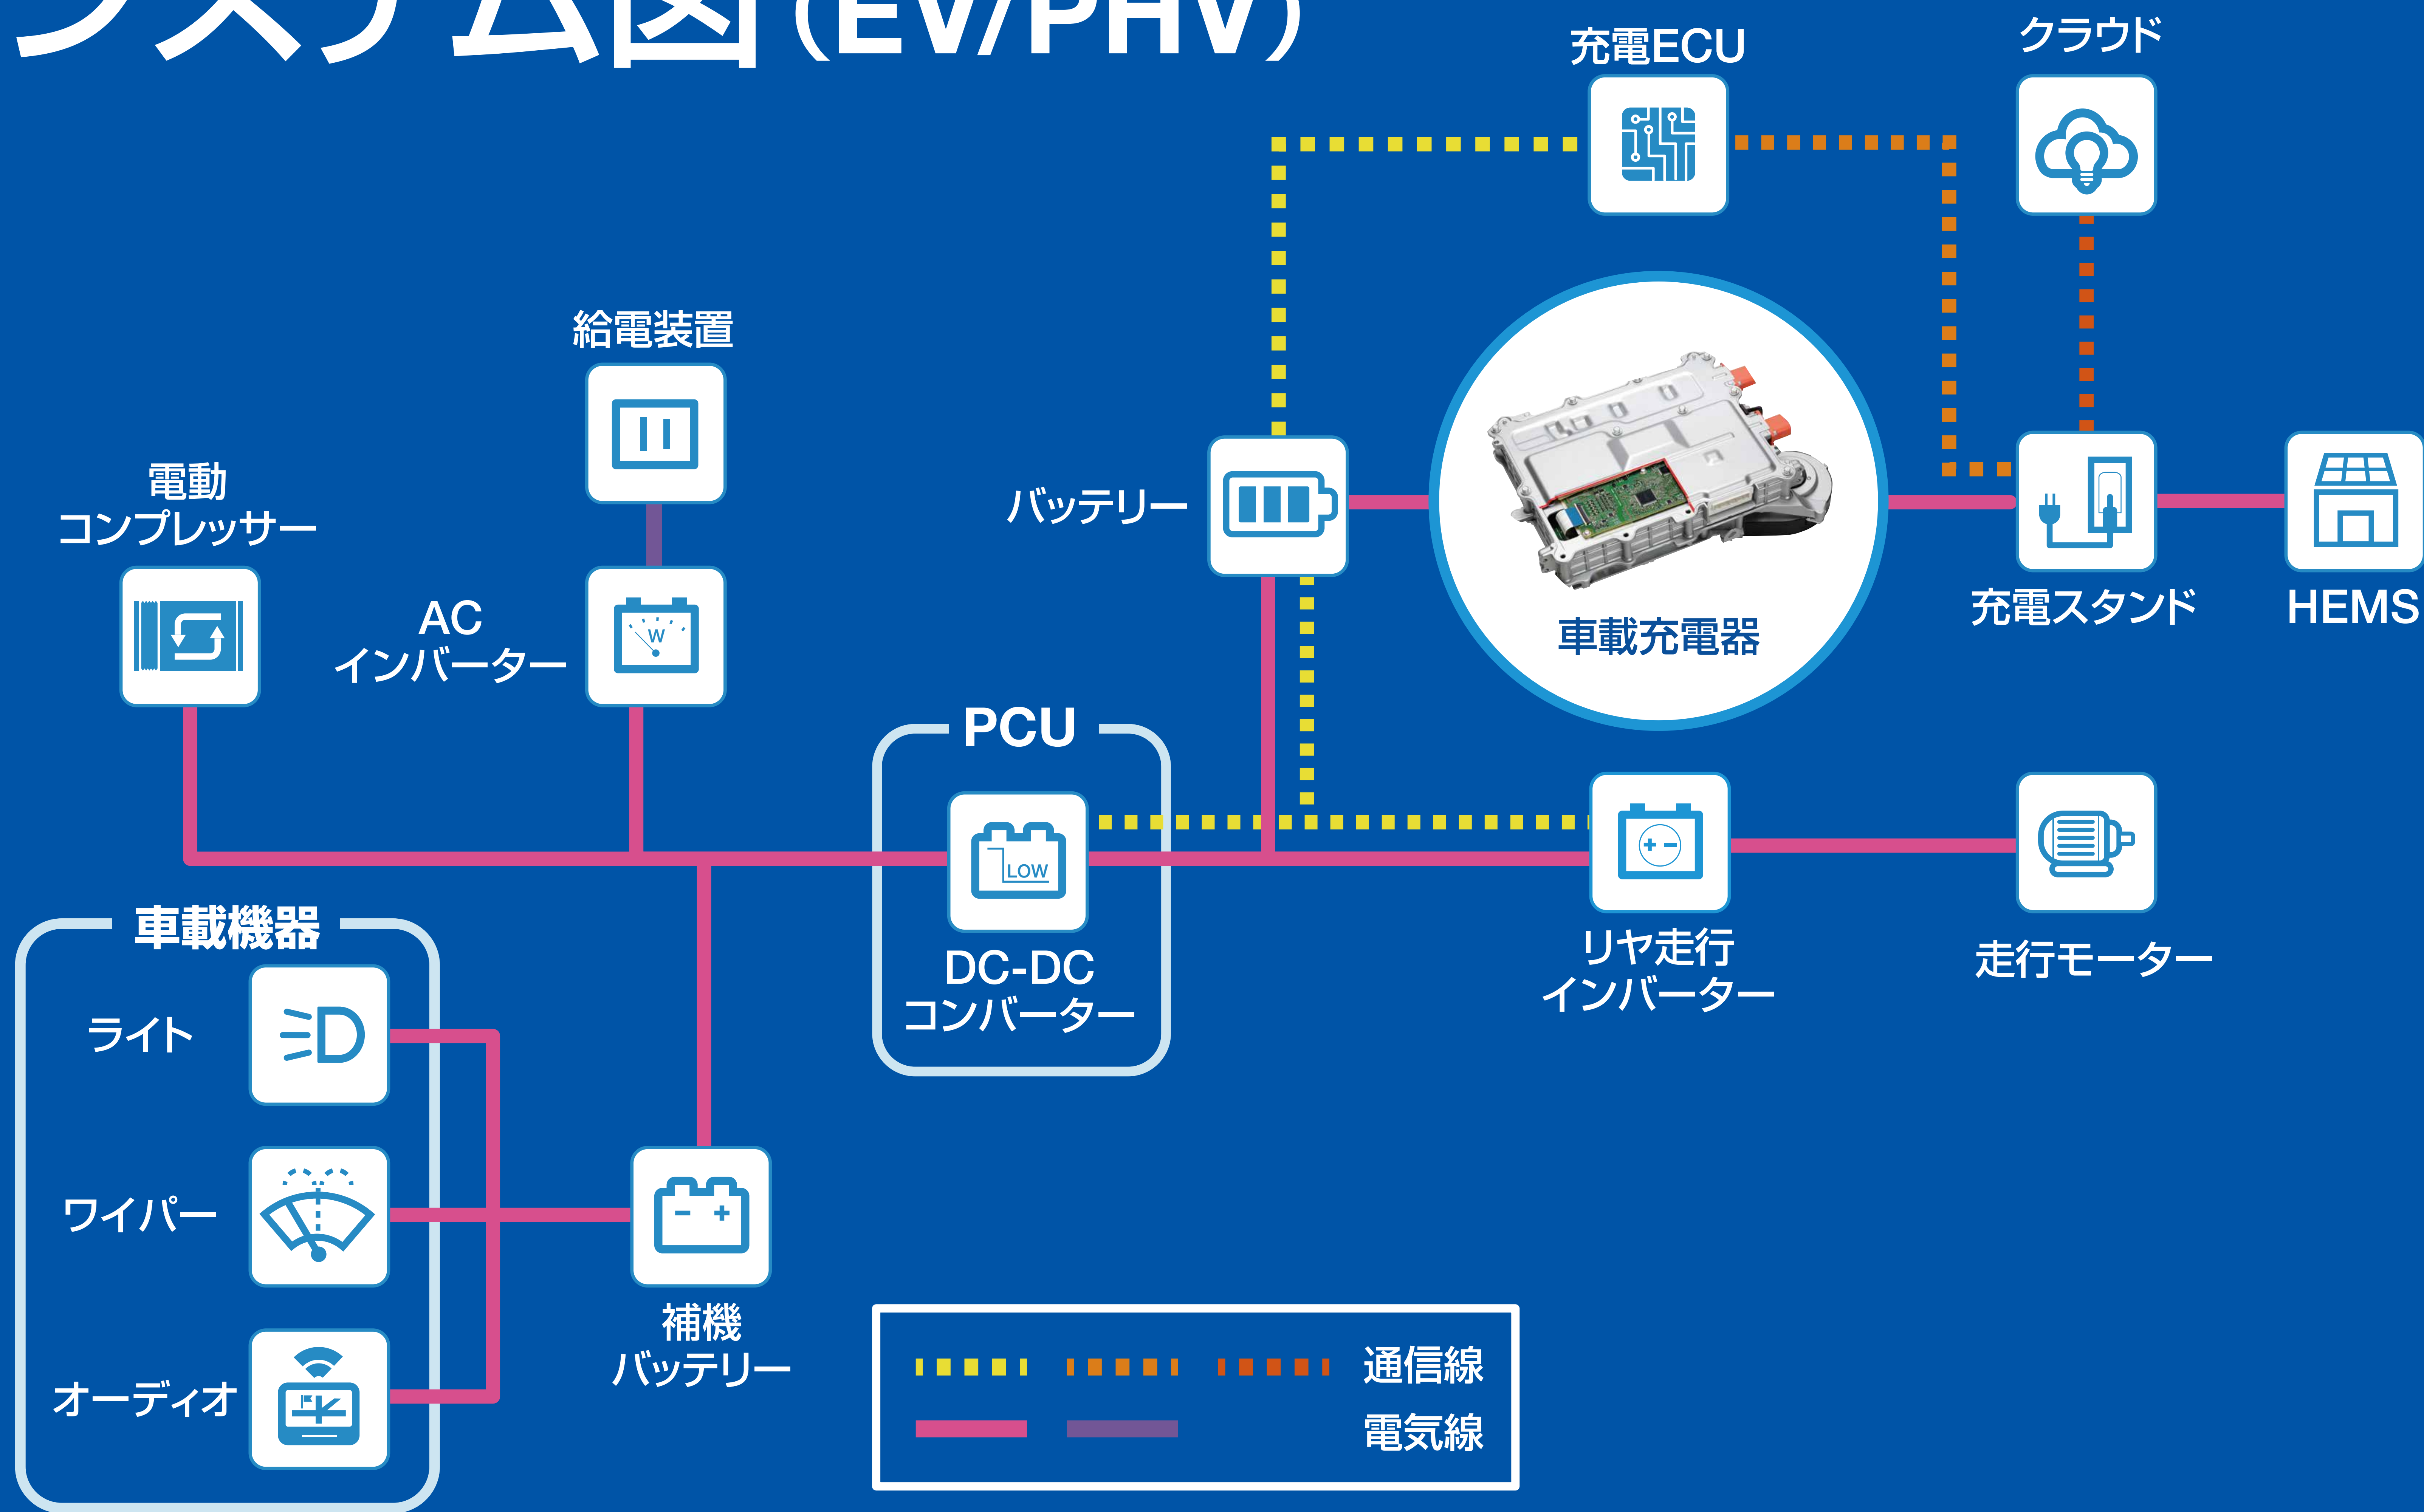 システム図(EV/PHV)
充電ECU
クラウド
給電装置
電動
コンプレッサー
バッテリー
AC
インバーター
W
車載充電器
充電スタンド
HEMS
PCU
LOW
DC-DC
コンバーター
リヤ走行
インバーター
走行モーター
車載機器
ライト
ワイパー
オーディオ
補機
バッテリー
通信線
電気線